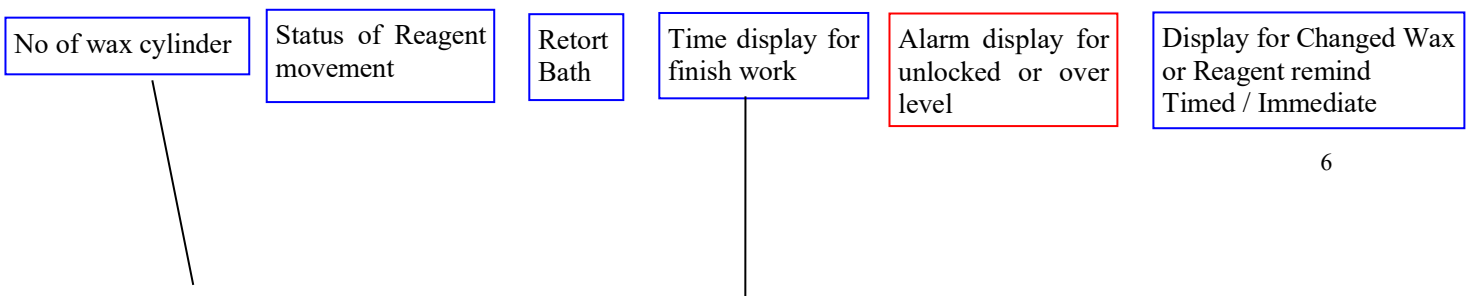 No of wax cylinder
Status of Reagent
movement
Retort
Bath
Time display for
finish work
Alarm display for
unlocked or over
level
Display for Changed Wax
or Reagent remind
Timed / Immediate
6